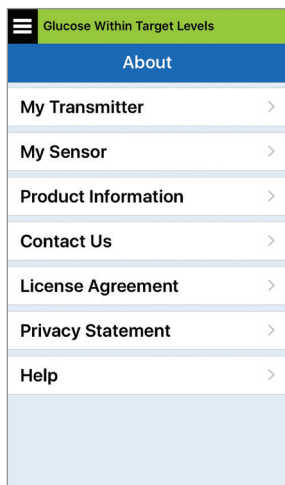 Glucose Within Target Levels
About
My Transmitter
My Sensor
Product Information
Contact Us
License Agreement
Privacy Statement
Help